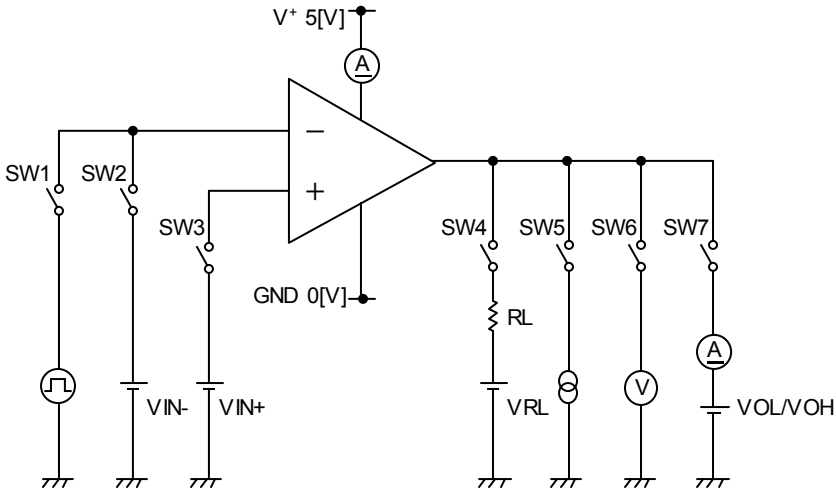 V+ 5[V]
A
SW1
SW2
−
+
SW3
SW4
SW5
SW6
SW7
GND 0[V]
RL
A
V
VIN-
VIN+
VRL
VOL/VOH